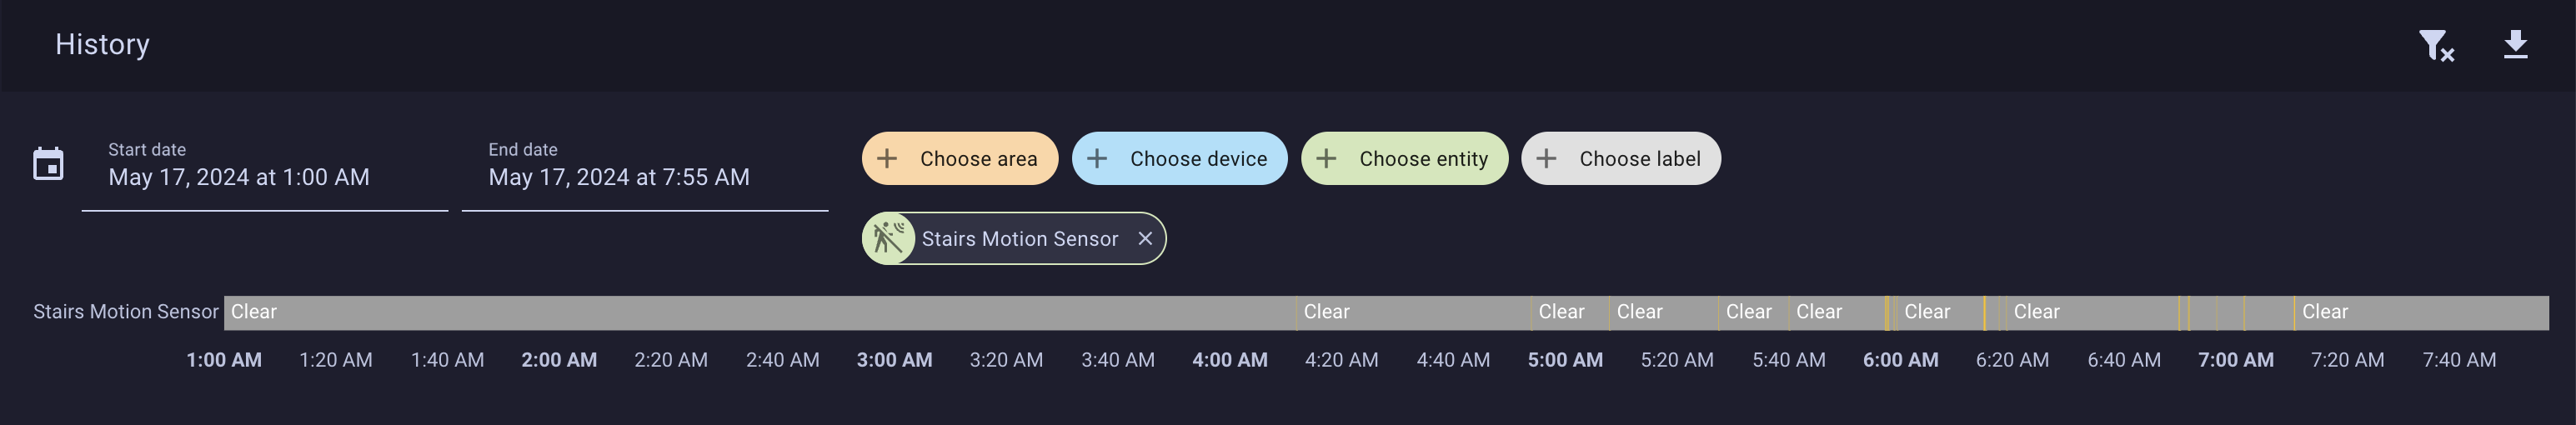 History
Start date
May 17, 2024 at 1:00 AM
End date
May 17, 2024 at 7:55 AM
Choose area
Choose device
Choose entity
Choose label
Stairs Motion Sensor
Stairs Motion Sensor Clear Clear Clear Clear Clear Clear Clear Clear Clear
1:00 AM 1:20 AM 1:40 AM 2:00 AM 2:20 AM 2:40 AM 3:00 AM 3:20 AM 3:40 AM 4:00 AM 4:20 AM 4:40 AM 5:00 AM 5:20 AM 5:40 AM 6:00 AM 6:20 AM 6:40 AM 7:00 AM 7:20 AM 7:40 AM